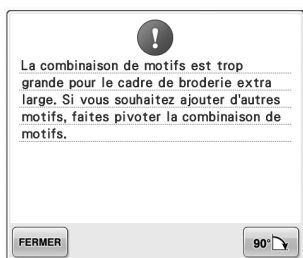 La combinaison de motifs est trop
grande pour le cadre de broderie extra
large. Si vous souhaitez ajouter d'autres
motifs, faites pivoter la combinaison de
motifs.
FERMER
90°